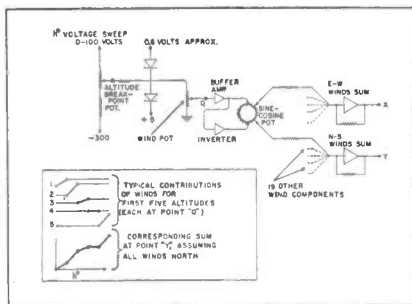 h° VOLTAGE SWEEP
0-100 VOLTS
0.6 VOLTS APPROX.
ALTITUDE
BREAK-
POINT
POT.
-300
+ S
WIND POT
Q
BUFFER
AMP
INVERTER
SINE-
COSINE
POT
E-W
WINDS SUM
X
N-S
WINDS SUM
Y
15 OTHER
WIND COMPONENTS
1
2
3
4
5
TYPICAL CONTRIBUTIONS
OF WINDS FOR
FIRST FIVE ALTITUDES
(EACH AT POINT "Q")
CORRESPONDING SUM
AT POINT "Y," ASSUMING
ALL WINDS NORTH
h°